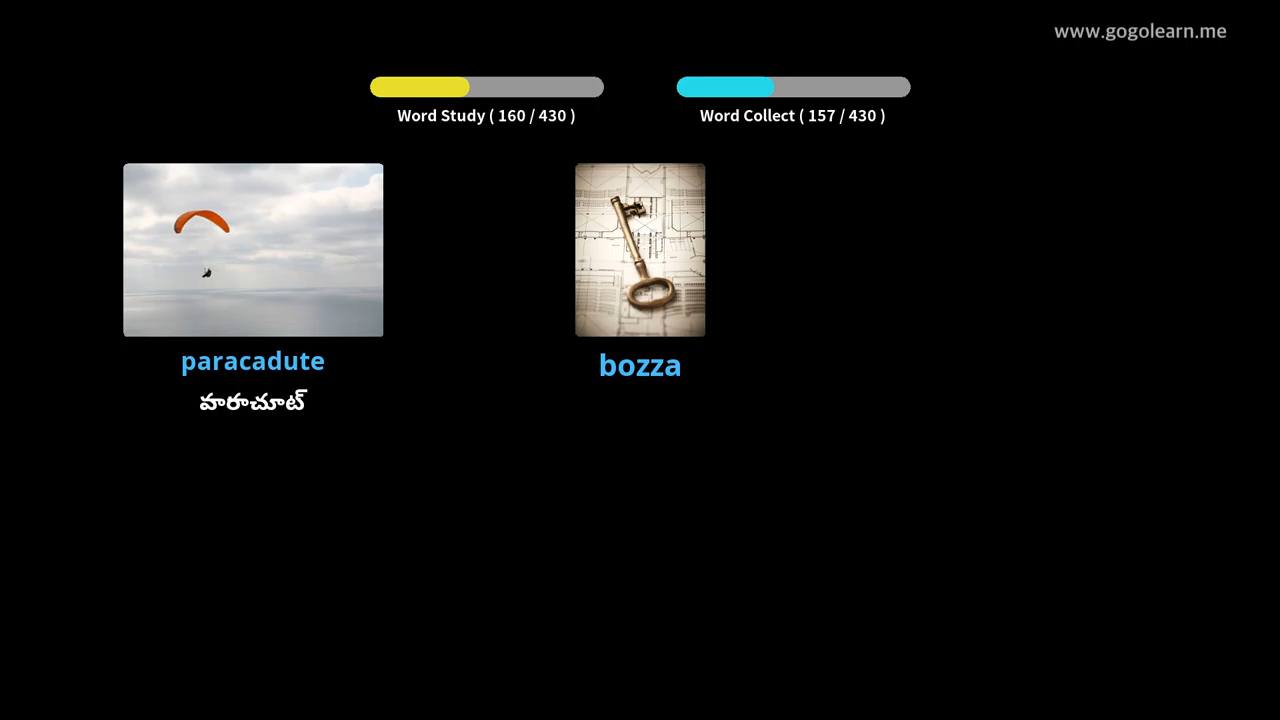 www.gogolearn.me
Word Study ( 160 / 430 )
Word Collect ( 157 / 430 )
paracadute
bozza
పారాచూట్